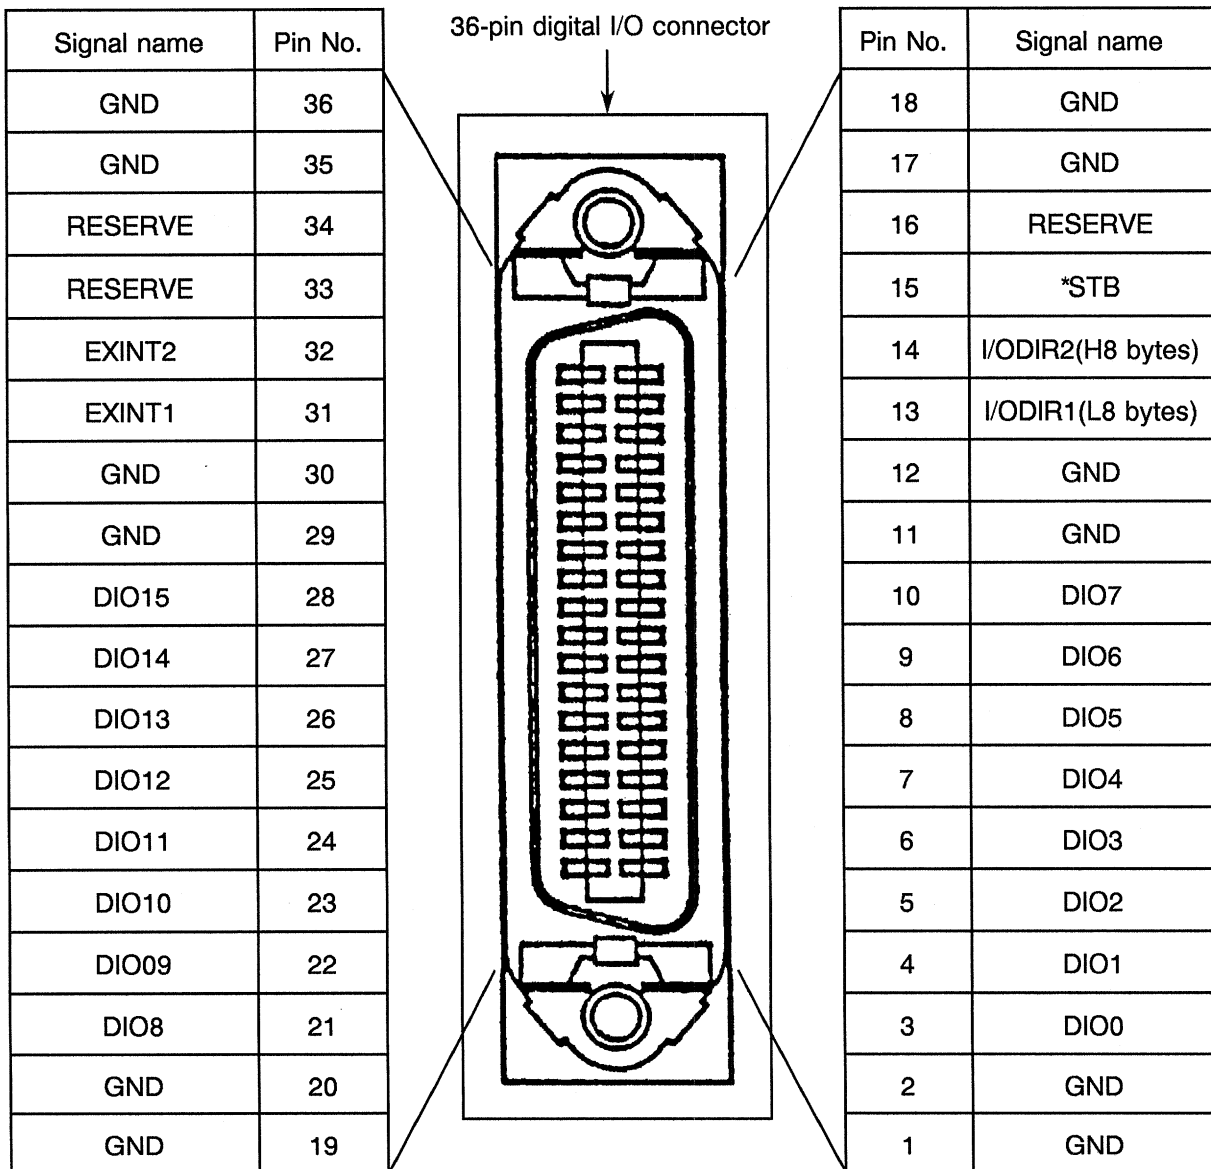 36-pin digital I/O connector
Signal name Pin No.
GND 36
GND 35
RESERVE 34
RESERVE 33
EXINT2 32
EXINT1 31
GND 30
GND 29
DIO15 28
DIO14 27
DIO13 26
DIO12 25
DIO11 24
DIO10 23
DIO09 22
DIO8 21
GND 20
GND 19
Pin No. Signal name
18 GND
17 GND
16 RESERVE
15 *STB
14 I/ODIR2(H8 bytes)
13 I/ODIR1(L8 bytes)
12 GND
11 GND
10 DIO7
9 DIO6
8 DIO5
7 DIO4
6 DIO3
5 DIO2
4 DIO1
3 DIO0
2 GND
1 GND